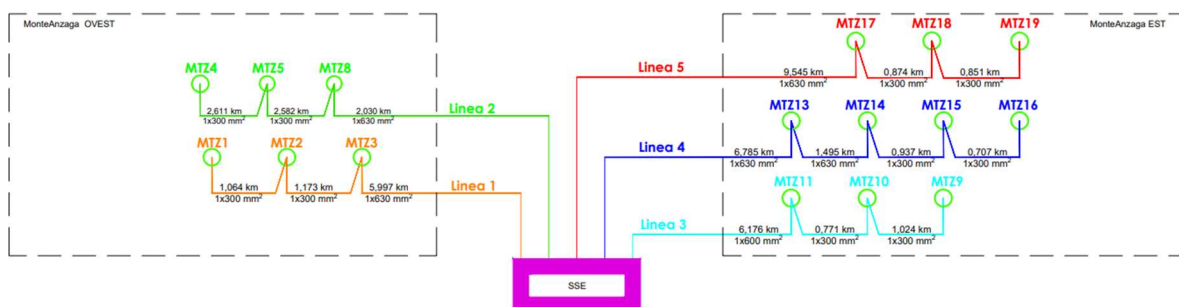 MonteAnzaga OVEST
MonteAnzaga EST
MTZ17 MTZ18 MTZ19
Linea 5
9,545 km 0,874 km 0,851 km
1x630 mm² 1x300 mm² 1x300 mm²
MTZ4 MTZ5 MTZ8
2,611 km 2,582 km 2,030 km
1x300 mm² 1x300 mm² 1x630 mm²
Linea 2
MTZ13 MTZ14 MTZ15 MTZ16
Linea 4
6,785 km 1,495 km 0,937 km 0,707 km
1x630 mm² 1x630 mm² 1x300 mm² 1x300 mm²
MTZ1 MTZ2 MTZ3
1,064 km 1,173 km 5,997 km
1x300 mm² 1x300 mm² 1x630 mm²
Linea 1
MTZ11 MTZ10 MTZ9
Linea 3
6,176 km 0,771 km 1,024 km
1x600 mm² 1x300 mm² 1x300 mm²
SSE